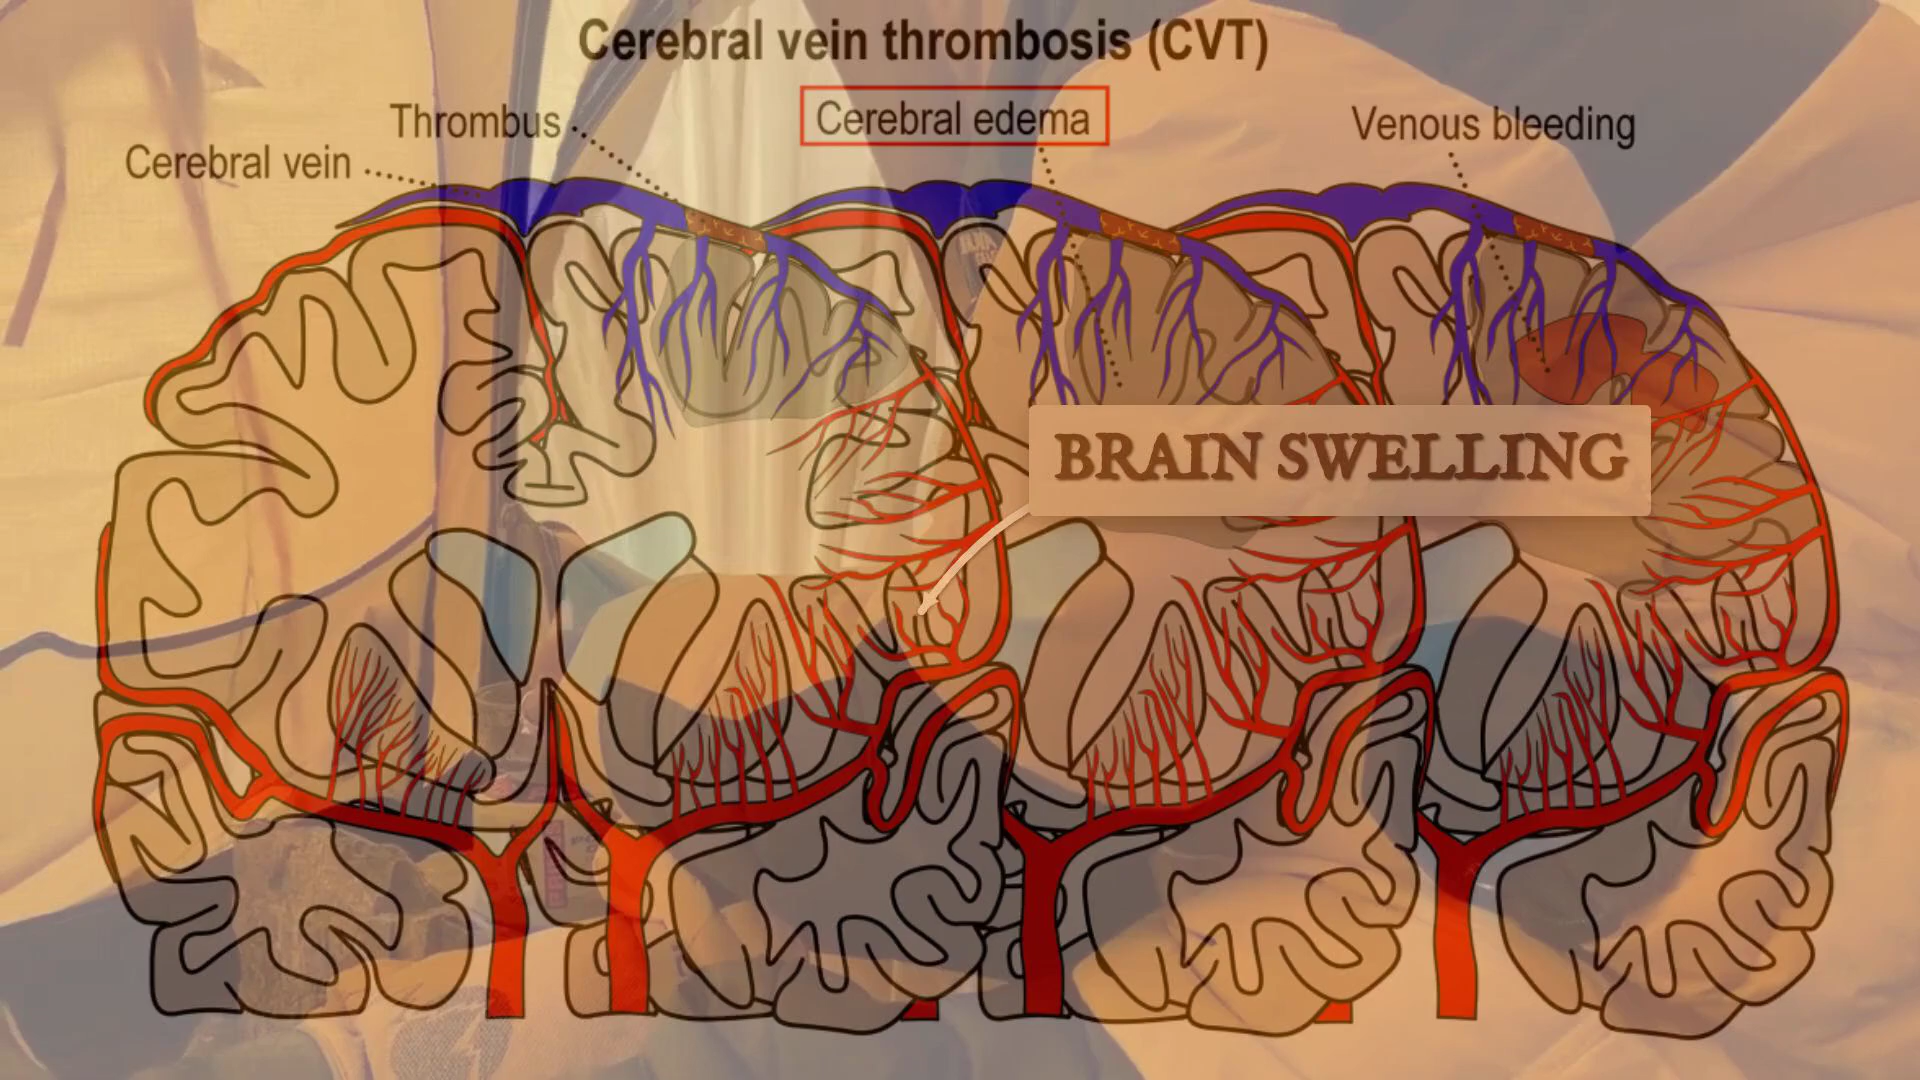 Cerebral vein thrombosis (CVT)
Thrombus
Cerebral edema
Venous bleeding
Cerebral vein
BRAIN SWELLING